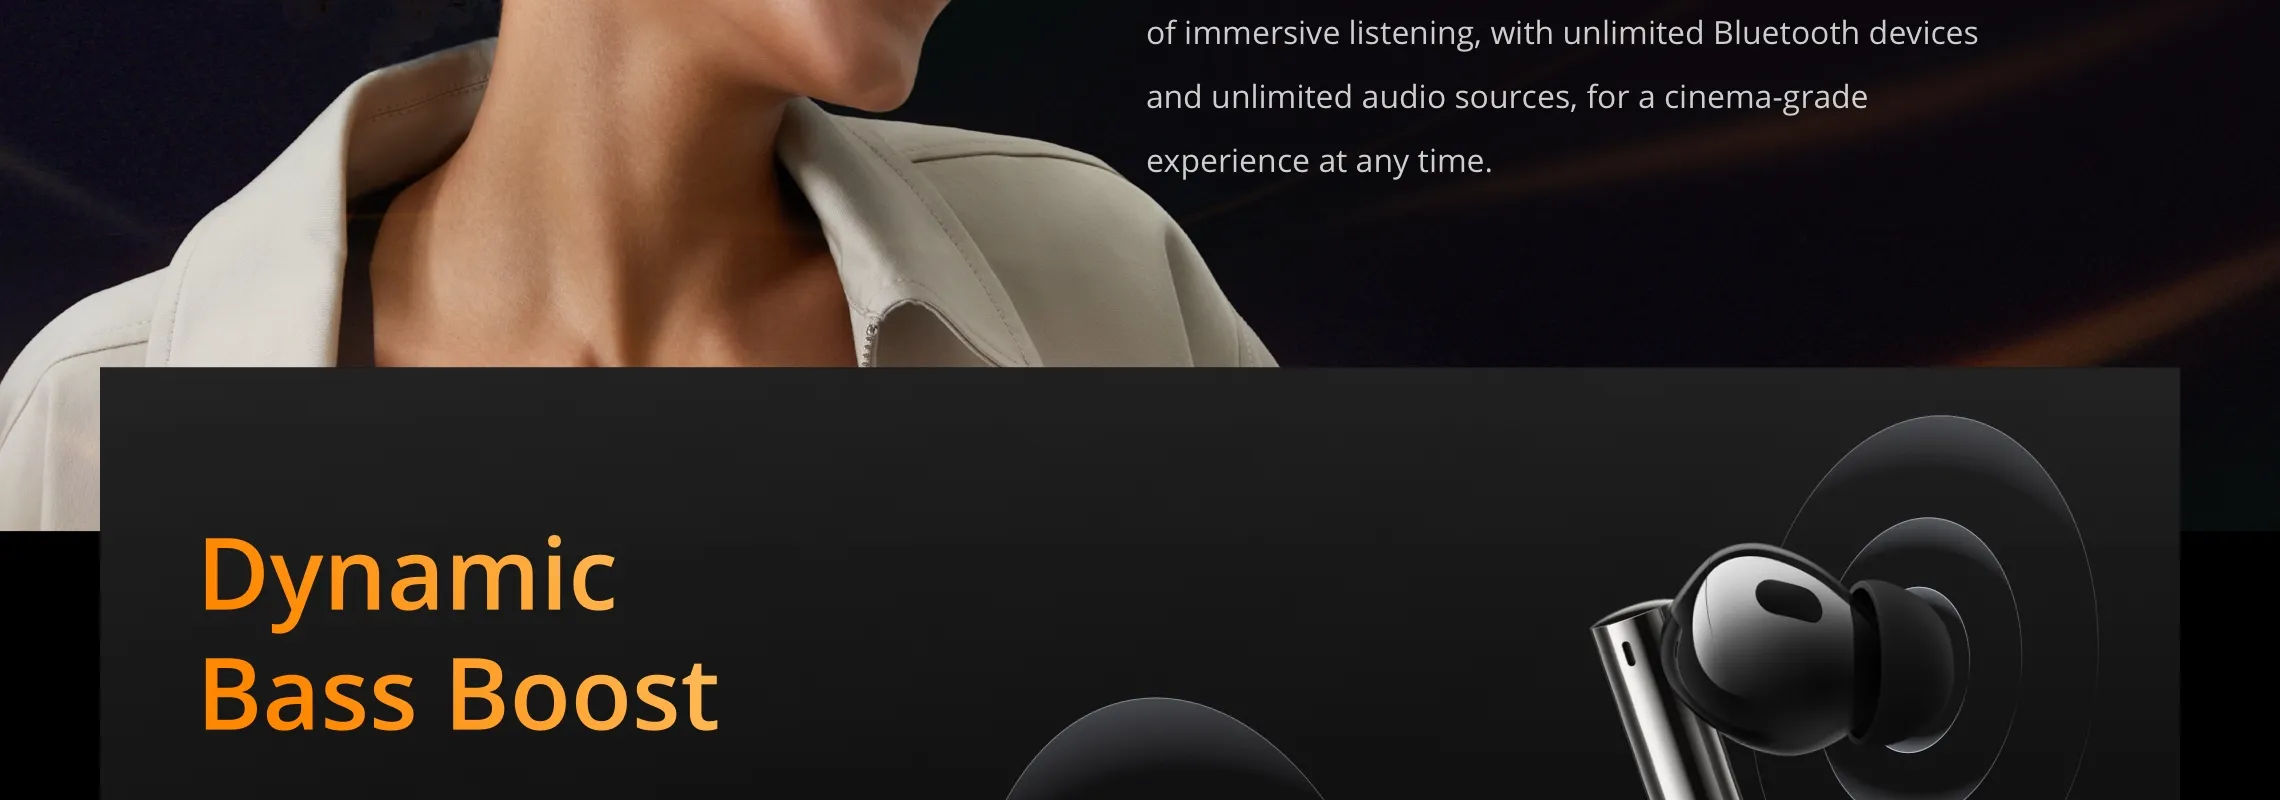 of immersive listening, with unlimited Bluetooth devices
and unlimited audio sources, for a cinema-grade
experience at any time.
Dynamic
Bass Boost